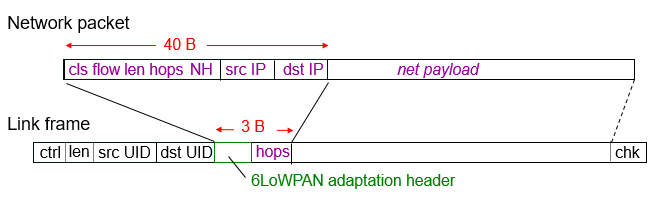 Network packet
40 B
cls flow len hops NH src IP dst IP net payload
Link frame
3 B
ctrl len src UID dst UID hops chk
6LoWPAN adaptation header